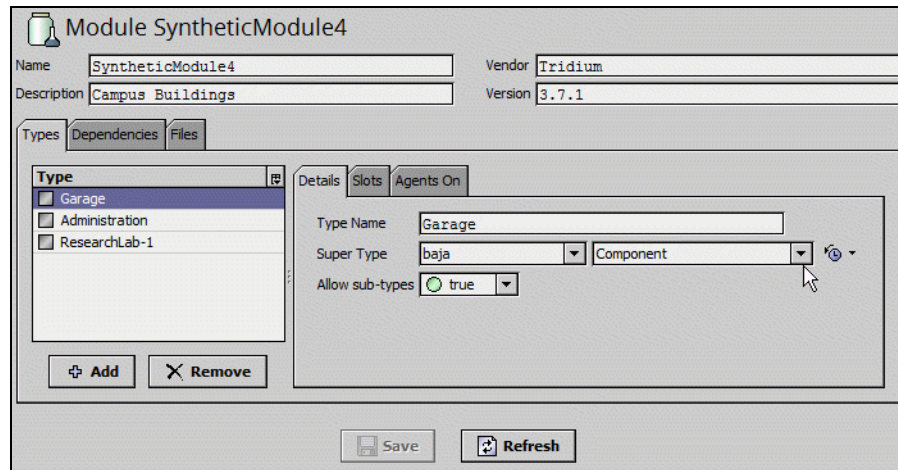 Module SyntheticModule4
Name SyntheticModule4 Vendor Tridium
Description Campus Buildings Version 3.7.1
Types Dependencies Files
Type
Garage
Administration
ResearchLab-1
Add Remove
Details Slots Agents On
Type Name Garage
Super Type baja Component
Allow sub-types true
Save Refresh